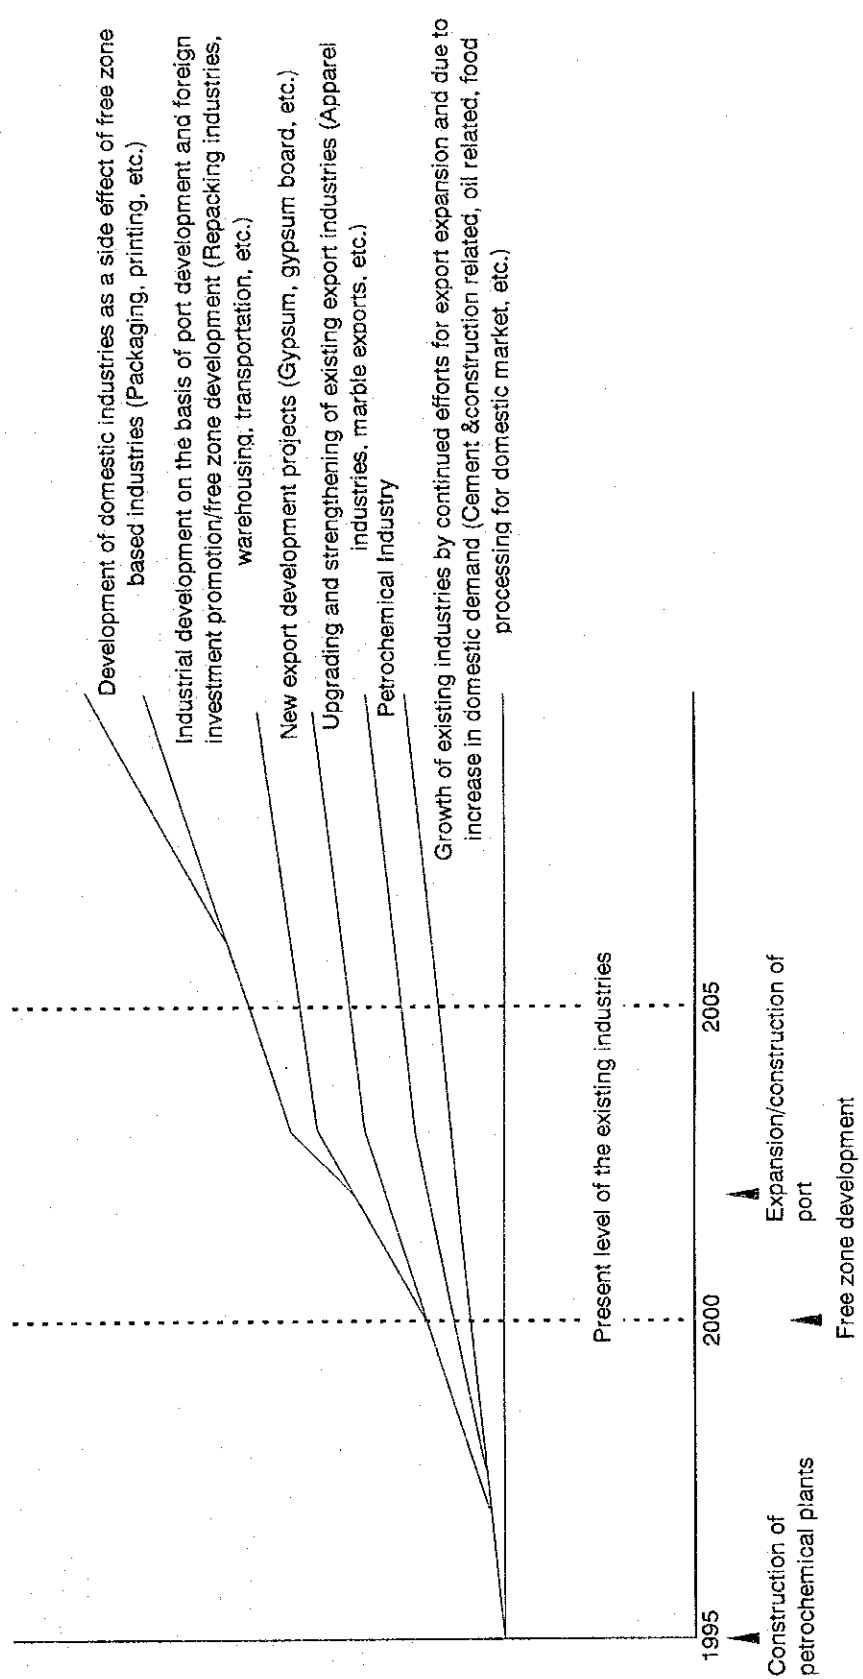 Development of domestic industries as a side effect of free zone
based industries (Packaging, printing, etc.)
Industrial development on the basis of port development and foreign
investment promotion/free zone development (Repacking industries,
warehousing, transportation, etc.)
New export development projects (Gypsum, gypsum board, etc.)
Upgrading and strengthening of existing export industries (Apparel
industries, marble exports, etc.)
Petrochemical Industry
Growth of existing industries by continued efforts for export expansion and due to
increase in domestic demand (Cement &construction related, oil related, food
processing for domestic market, etc.)
Present level of the existing industries
1995
2000
2005
Construction of
petrochemical plants
Expansion/construction of
port
Free zone development